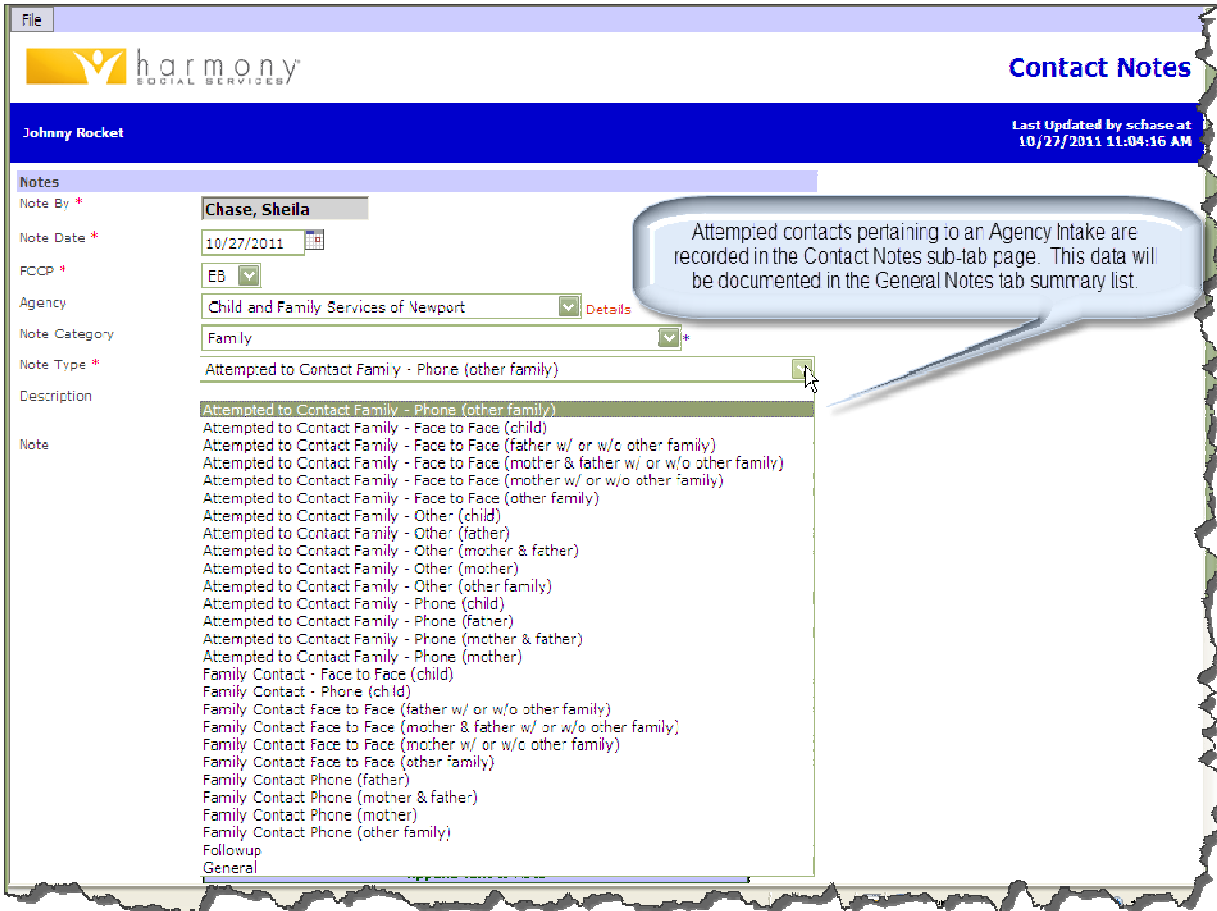 File
harmony
SOCIAL SERVICES
Contact Notes
Johnny Rocket
Last Updated by schase at
10/27/2011 11:04:16 AM
Notes
Note By *
Chase, Sheila
Note Date *
10/27/2011
FCCP *
EB
Agency
Child and Family Services of Newport
Details
Note Category
Family
*
Note Type *
Attempted to Contact Family - Phone (other family)
Description
Note
Attempted contacts pertaining to an Agency Intake are
recorded in the Contact Notes sub-tab page. This data will
be documented in the General Notes tab summary list.
Attempted to Contact Family - Phone (other family)
Attempted to Contact Family - Face to Face (child)
Attempted to Contact Family - Face to Face (father w/ or w/o other family)
Attempted to Contact Family - Face to Face (mother & father w/ or w/o other family)
Attempted to Contact Family - Face to Face (mother w/ or w/o other family)
Attempted to Contact Family - Face to Face (other family)
Attempted to Contact Family - Other (child)
Attempted to Contact Family - Other (father)
Attempted to Contact Family - Other (mother & father)
Attempted to Contact Family - Other (mother)
Attempted to Contact Family - Other (other family)
Attempted to Contact Family - Phone (child)
Attempted to Contact Family - Phone (father)
Attempted to Contact Family - Phone (mother & father)
Attempted to Contact Family - Phone (mother)
Family Contact - Face to Face (child)
Family Contact - Phone (child)
Family Contact Face to Face (father w/ or w/o other family)
Family Contact Face to Face (mother & father w/ or w/o other family)
Family Contact Face to Face (mother w/ or w/o other family)
Family Contact Face to Face (other family)
Family Contact Phone (father)
Family Contact Phone (mother & father)
Family Contact Phone (mother)
Family Contact Phone (other family)
Followup
General